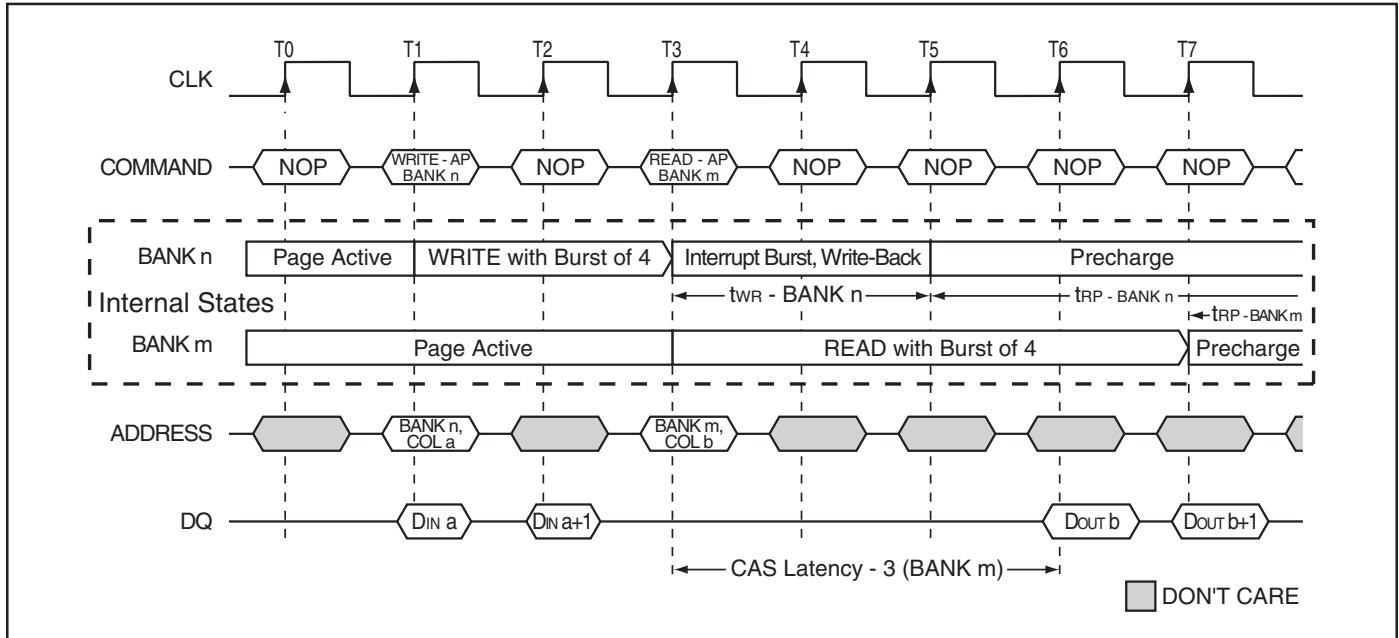 T0 T1 T2 T3 T4 T5 T6 T7
CLK
COMMAND NOP WRITE - AP BANK n NOP READ - AP BANK m NOP NOP NOP NOP
BANK n Page Active WRITE with Burst of 4 Interrupt Burst, Write-Back Precharge
Internal States tWR - BANK n tRP - BANK n
tRP - BANK m
BANK m Page Active READ with Burst of 4 Precharge
ADDRESS BANK n, COL a BANK m, COL b
DQ DIN a DIN a+1 DOUT b DOUT b+1
CAS Latency - 3 (BANK m)
DON'T CARE